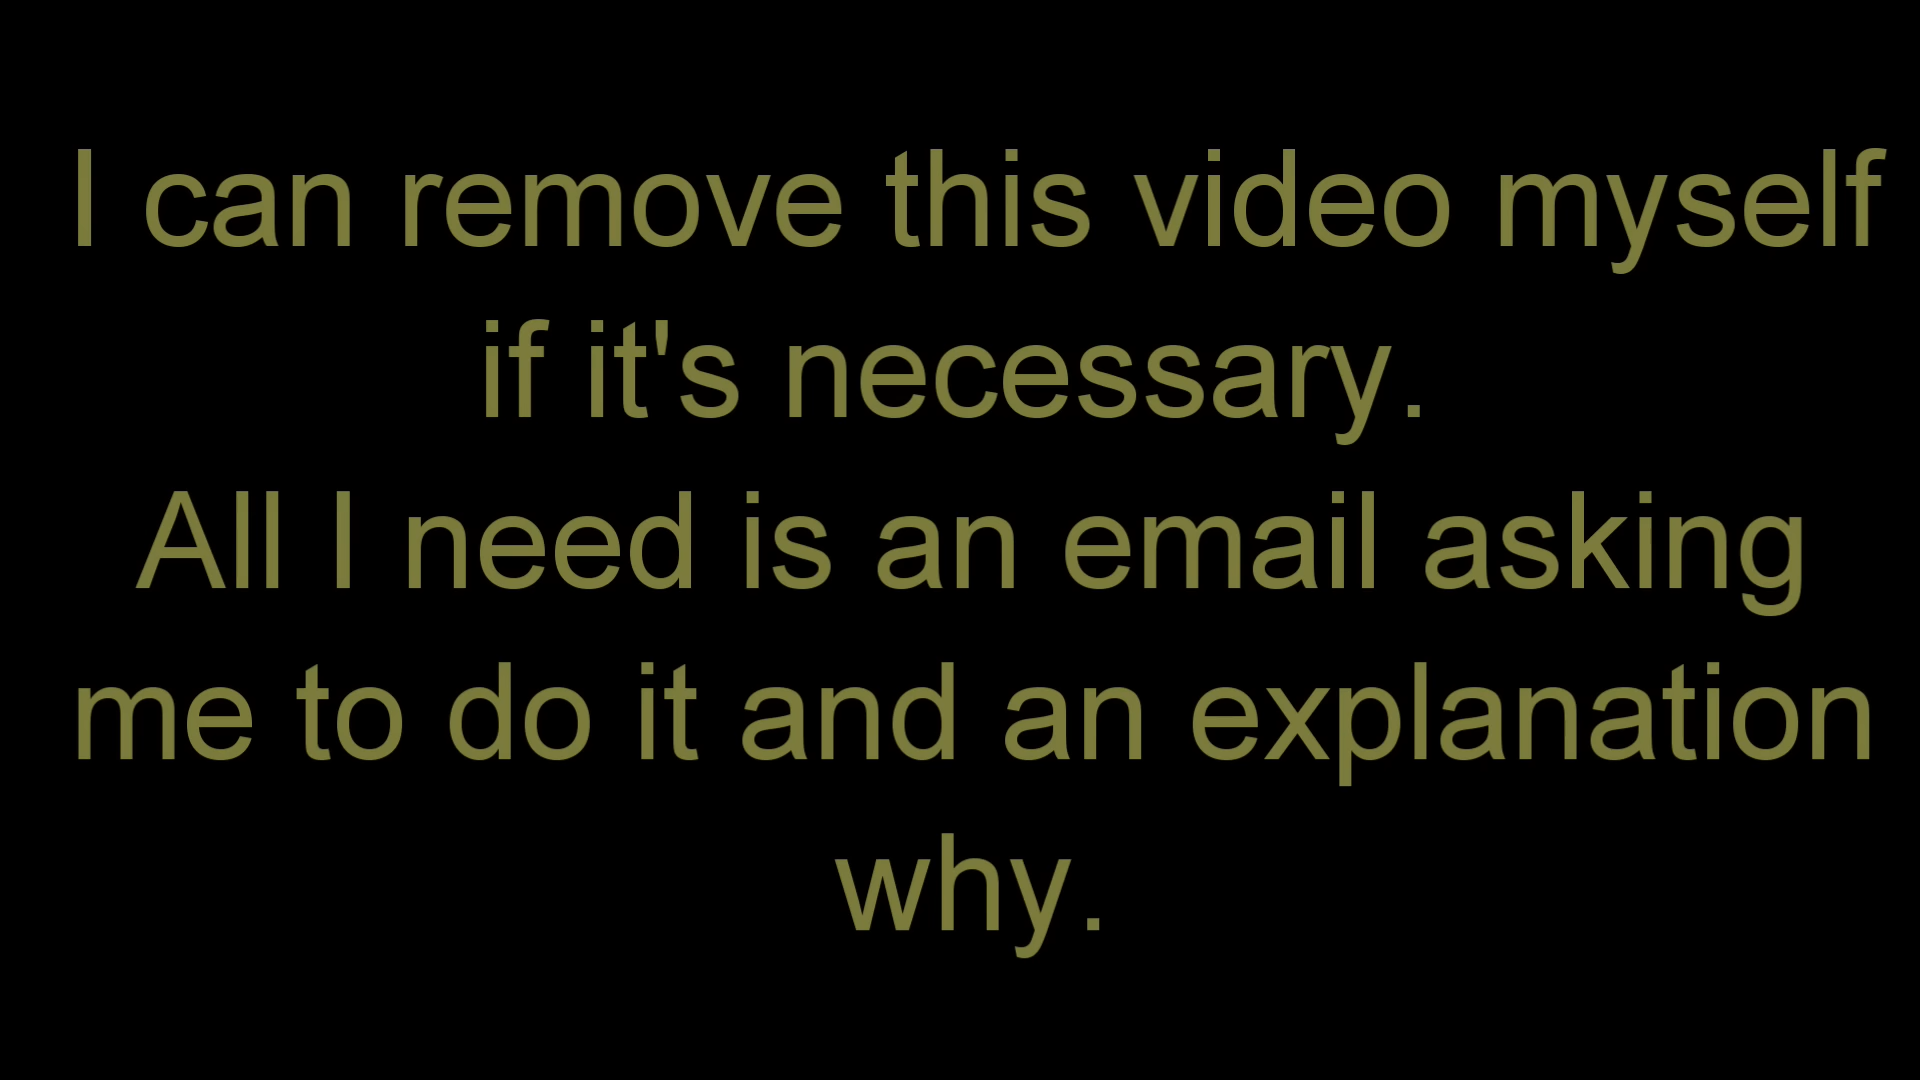 I can remove this video myself
if it's necessary.
All I need is an email asking
me to do it and an explanation
why.